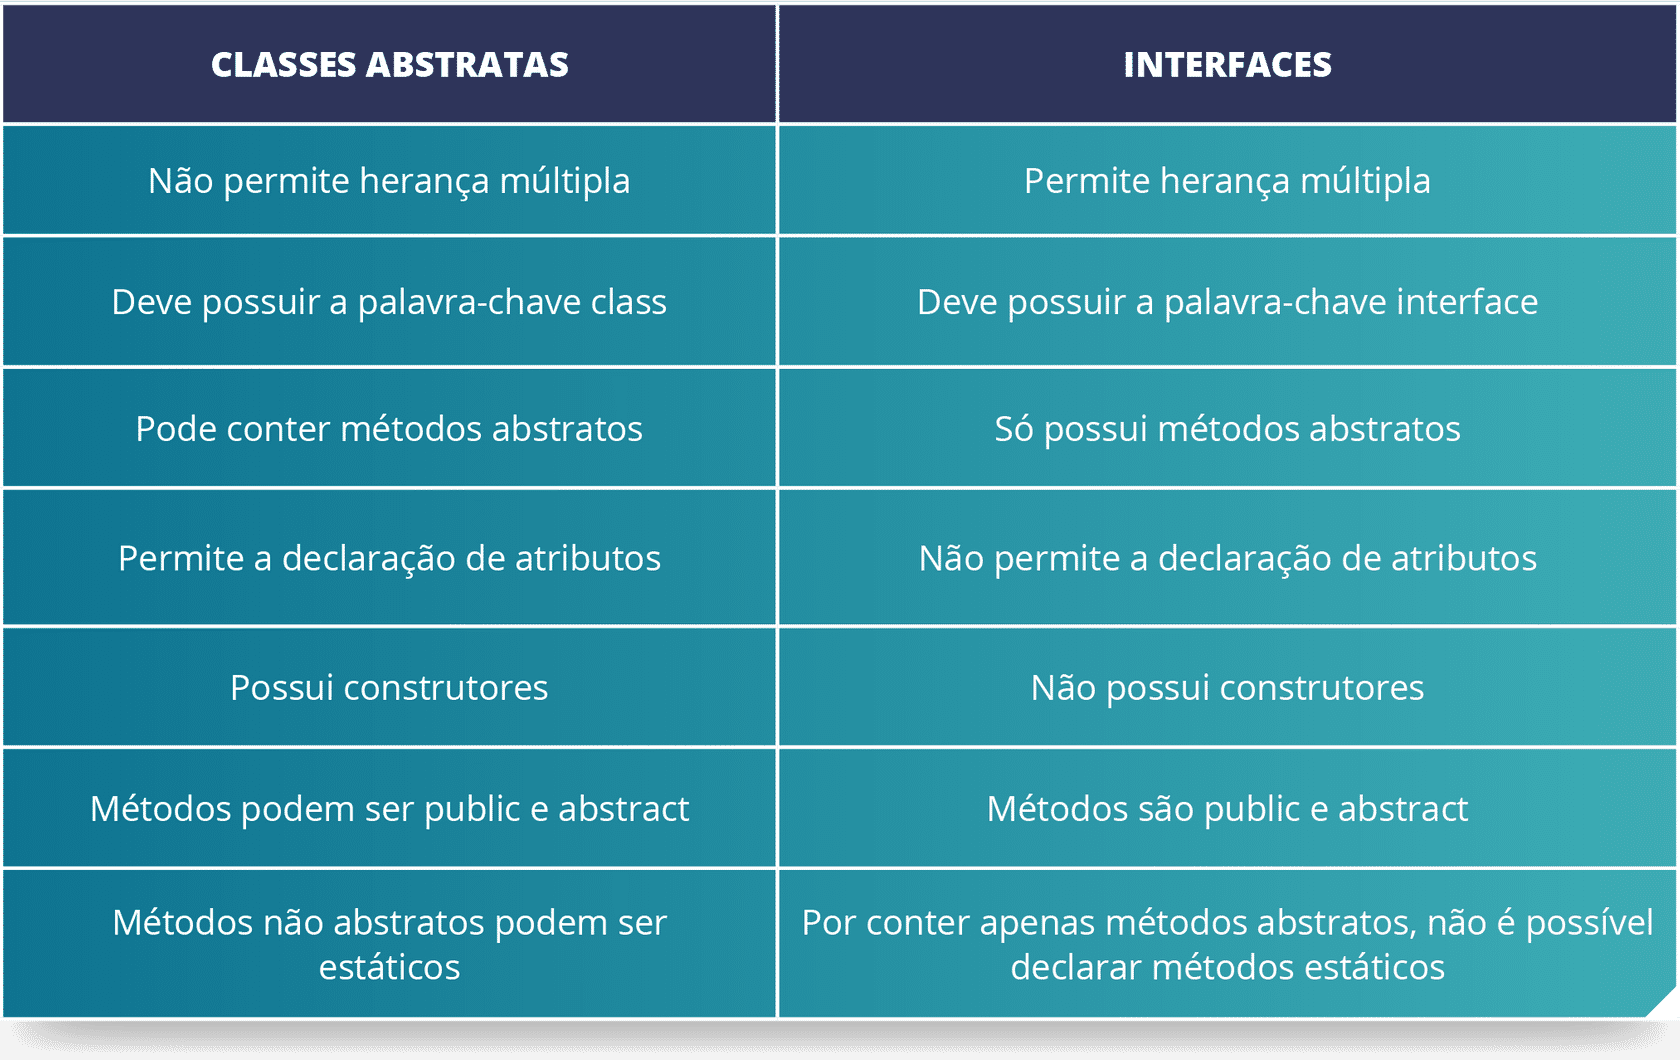 CLASSES ABSTRATAS
INTERFACES
Não permite herança múltipla
Permite herança múltipla
Deve possuir a palavra-chave class
Deve possuir a palavra-chave interface
Pode conter métodos abstratos
Só possui métodos abstratos
Permite a declaração de atributos
Não permite a declaração de atributos
Possui construtores
Não possui construtores
Métodos podem ser public e abstract
Métodos são public e abstract
Métodos não abstratos podem ser
estáticos
Por conter apenas métodos abstratos, não é possível
declarar métodos estáticos